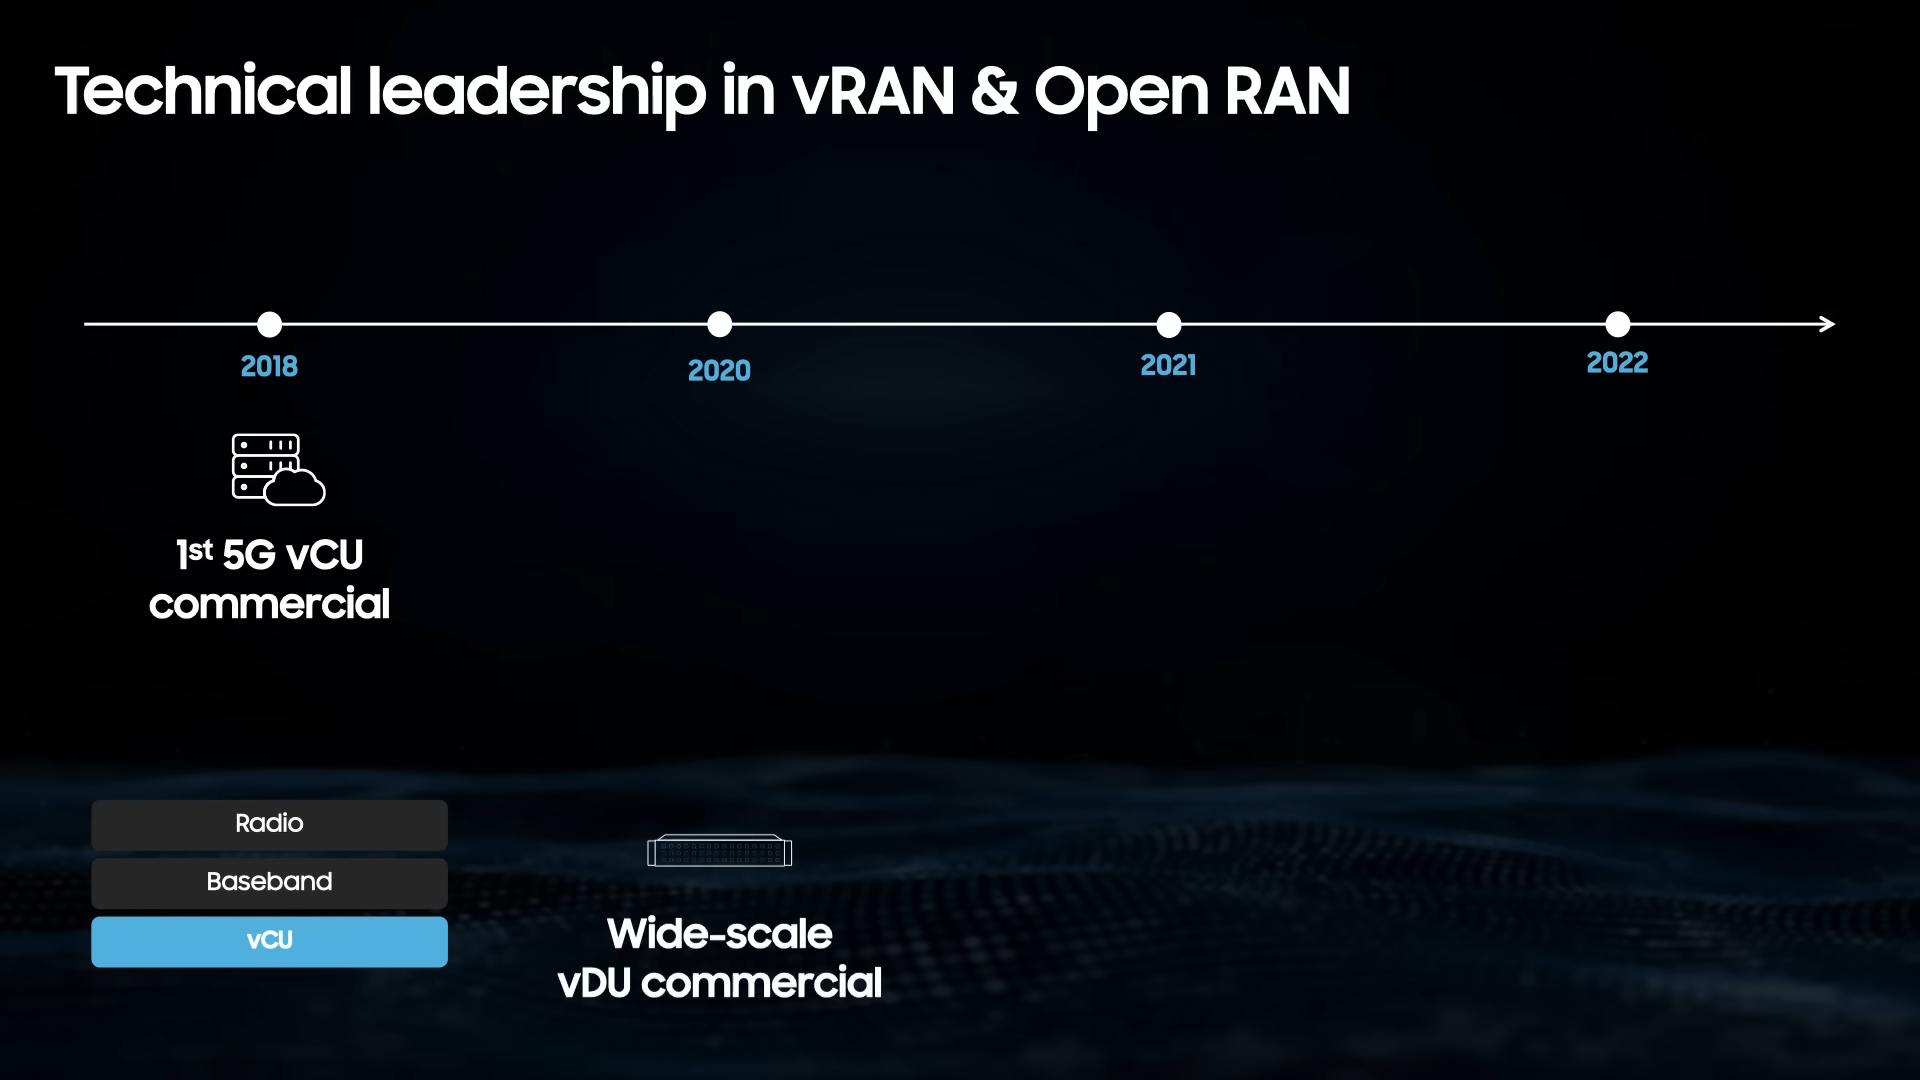 Technical leadership in vRAN & Open RAN
2018
2020
2021
2022
1st 5G vCU
commercial
Radio
Baseband
vCU
Wide-scale
vDU commercial